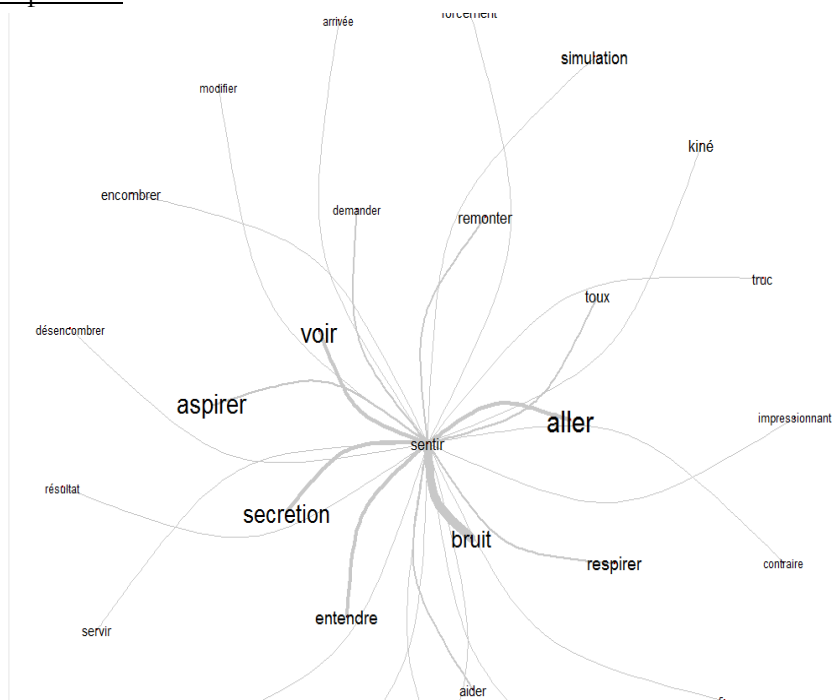 arrivée
forcement
simulation
modifier
kiné
encombrer
demander
remonter
trac
toux
désencombrer
voir
aspirer
aller
impressionnant
sentir
résultat
secretion
bruit
respirer
contraire
entendre
servir
aider